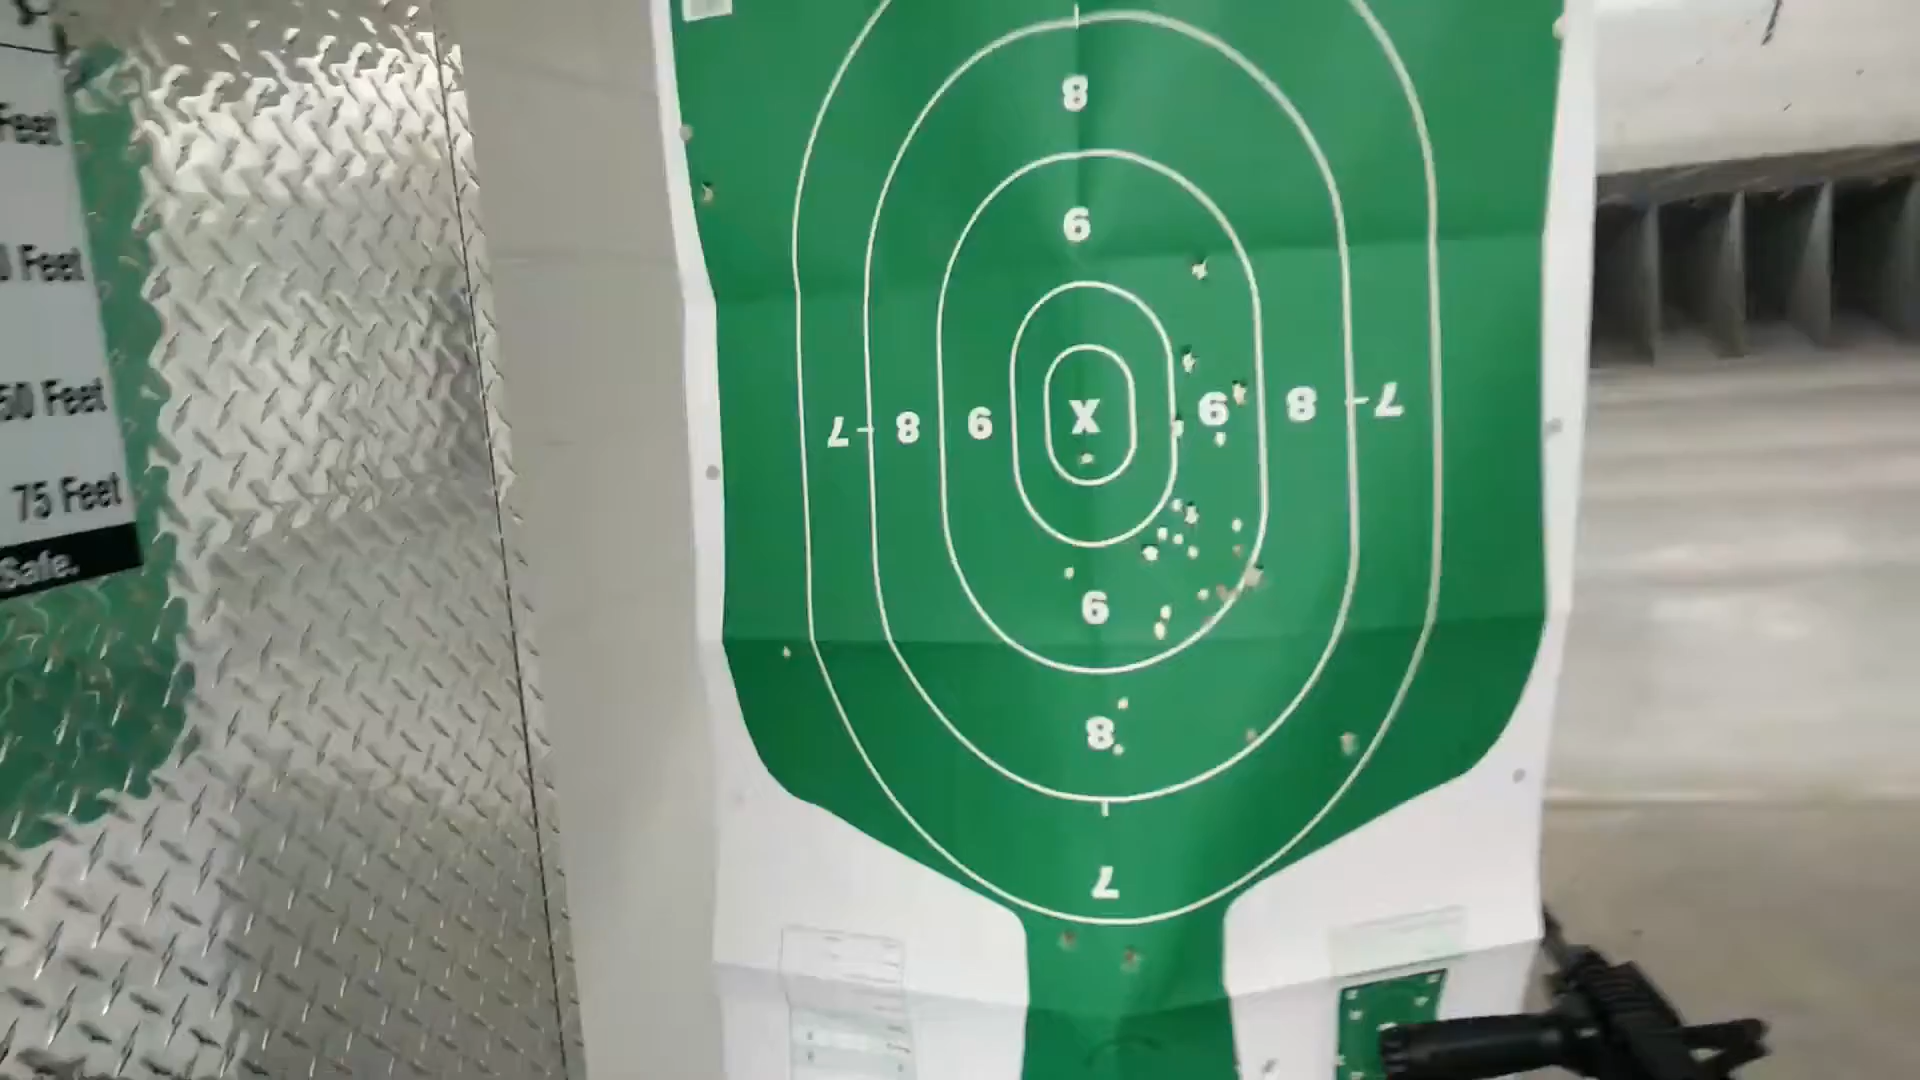 Feet
Feet
50 Feet
75 Feet
Safe.
8
9
7 8 9 X 9 8 7
9
8
7